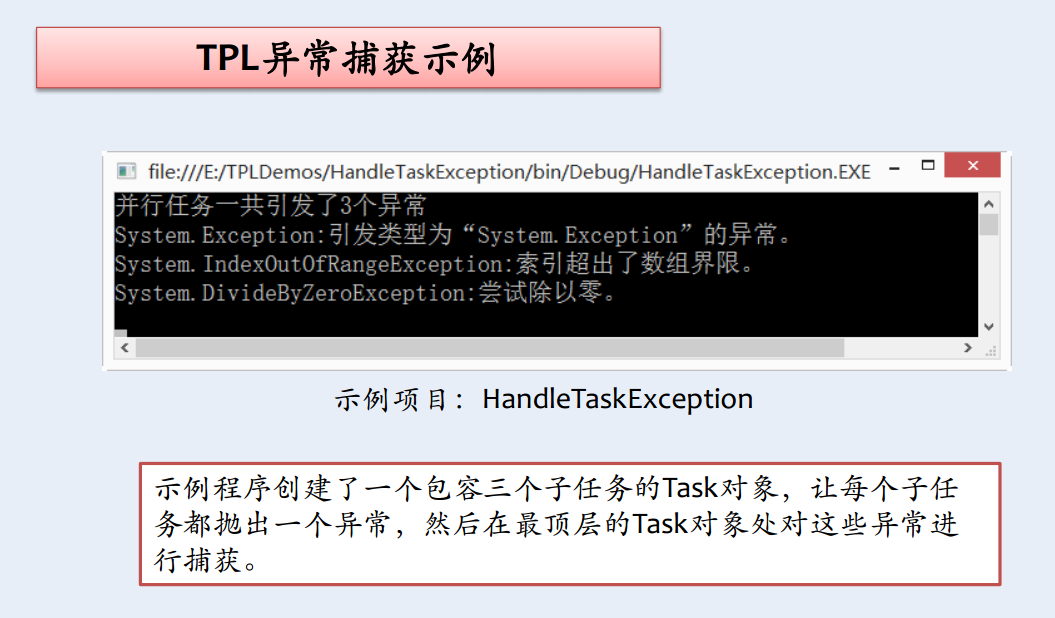 TPL异常捕获示例
file:///E:/TPLDemos/HandleTaskException/bin/Debug/HandleTaskException.EXE
并行任务一共引发了3个异常
System.Exception:引发类型为“System.Exception”的异常。
System.IndexOutOfRangeException:索引超出了数组界限。
System.DivideByZeroException:尝试除以零。
示例项目：HandleTaskException
示例程序创建了一个包容三个子任务的Task对象，让每个子任
务都抛出一个异常，然后在最顶层的Task对象处对这些异常进
行捕获。